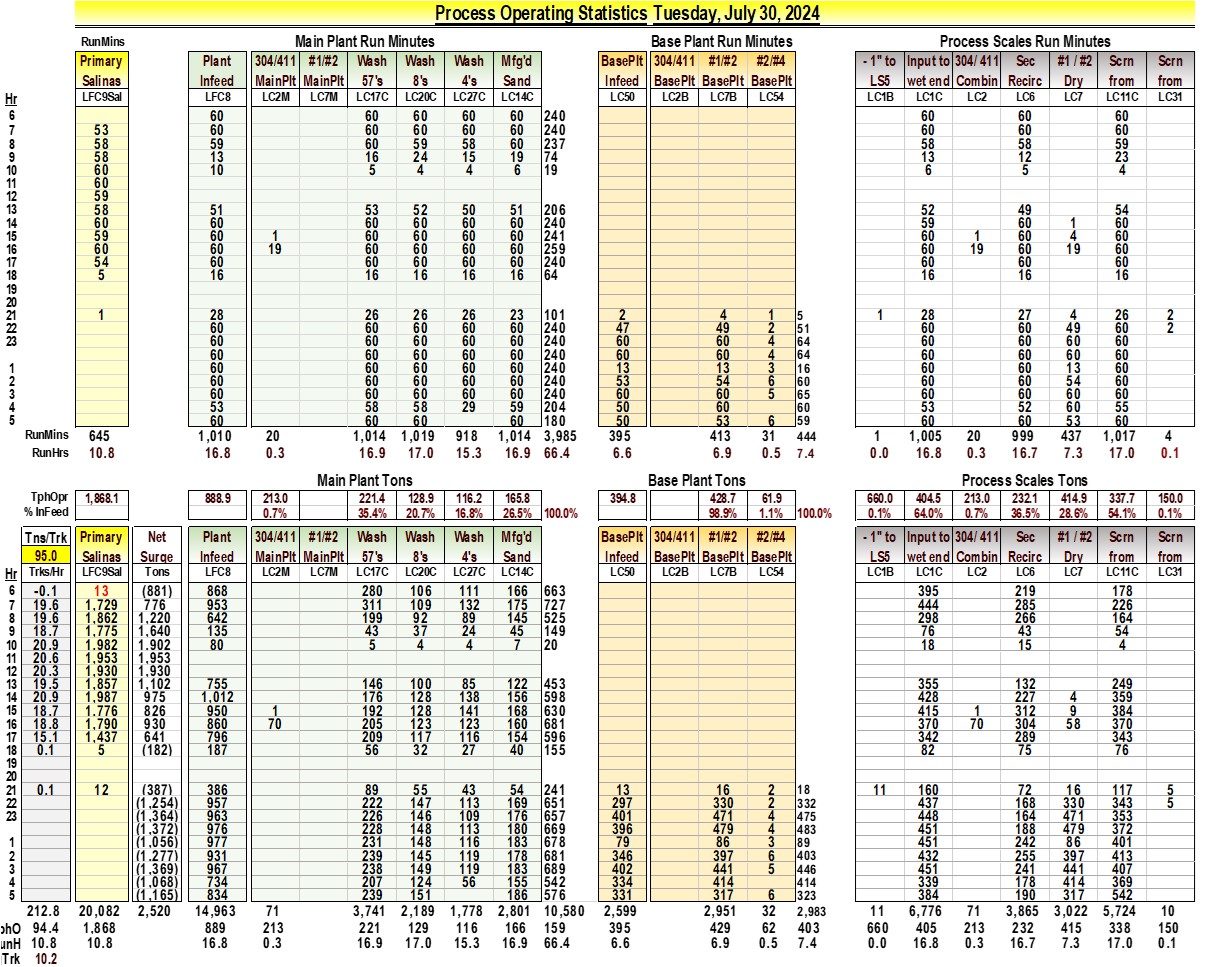 Process Operating Statistics Tuesday, July 30, 2024
RunMins Main Plant Run Minutes Base Plant Run Minutes Process Scales Run Minutes
Primary Plant 304/411 #1/#2 Wash Wash Wash Mfg'd BasePlt 304/411 #1/#2 #2/#4 - 1" to Input to 304/ 411 Sec #1 / #2 Scrn Scrn
Salinas Infeed MainPlt MainPlt 57's 8's 4's Sand Infeed BasePlt BasePlt BasePlt LS5 wet end Combin Recirc Dry from from
Hr LFC9Sal LFC8 LC2M LC7M LC17C LC20C LC27C LC14C LC50 LC2B LC7B LC54 LC1B LC1C LC2 LC6 LC7 LC11C LC31
6 60 60 60 60 60 240 60 60 60
7 53 60 60 60 60 60 240 60 60 60
8 58 59 60 59 58 60 237 58 58 59
9 58 13 16 24 15 19 74 13 12 23
10 60 10 5 4 4 6 19 6 5 4
11 60
12 59
13 58 51 53 52 50 51 206 52 49 54
14 60 60 60 60 60 60 240 59 60 1 60
15 59 60 1 60 60 60 60 241 60 1 60 4 60
16 60 60 19 60 60 60 60 259 60 19 60 19 60
17 54 60 60 60 60 60 240 60 60 60
18 5 16 16 16 16 16 64 16 16 16
19
20
21 1 28 26 26 26 23 101 2 4 1 5 1 28 27 4 26 2
22 60 60 60 60 60 240 47 49 2 51 60 60 49 60 2
23 60 60 60 60 60 240 60 60 4 64 60 60 60 60
60 60 60 60 60 240 60 60 4 64 60 60 60 60
1 60 60 60 60 60 240 13 13 3 16 60 60 13 60
2 60 60 60 60 60 240 53 54 6 60 60 60 54 60
3 60 60 60 60 60 240 60 60 5 65 60 60 60 60
4 53 58 58 29 59 204 50 60 60 53 52 60 55
5 60 60 60 60 180 50 53 6 59 60 60 53 60
RunMins 645 1,010 20 1,014 1,019 918 1,014 3,985 395 413 31 444 1 1,005 20 999 437 1,017 4
RunHrs 10.8 16.8 0.3 16.9 17.0 15.3 16.9 66.4 6.6 6.9 0.5 7.4 0.0 16.8 0.3 16.7 7.3 17.0 0.1
Main Plant Tons Base Plant Tons Process Scales Tons
TphOpr 1,868.1 888.9 213.0 221.4 128.9 116.2 165.8 394.8 428.7 61.9 660.0 404.5 213.0 232.1 414.9 337.7 150.0
% InFeed 0.7% 35.4% 20.7% 16.8% 26.5% 100.0% 98.9% 1.1% 100.0% 0.1% 64.0% 0.7% 36.5% 28.6% 54.1% 0.1%
Tns/Trk Primary Net Plant 304/411 #1/#2 Wash Wash Wash Mfg'd BasePlt 304/411 #1/#2 #2/#4 - 1" to Input to 304/ 411 Sec #1 / #2 Scrn Scrn
95.0 Salinas Surge Infeed MainPlt MainPlt 57's 8's 4's Sand Infeed BasePlt BasePlt BasePlt LS5 wet end Combin Recirc Dry from from
Hr Trks/Hr LFC9Sal Tons LFC8 LC2M LC7M LC17C LC20C LC27C LC14C LC50 LC2B LC7B LC54 LC1B LC1C LC2 LC6 LC7 LC11C LC31
6 -0.1 13 (881) 868 280 106 111 166 663 395 219 178
7 19.6 1,729 776 953 311 109 132 175 727 444 285 226
8 19.6 1,862 1,220 642 199 92 89 145 525 298 266 164
9 18.7 1,775 1,640 135 43 37 24 45 149 76 43 54
10 20.9 1,982 1,902 80 5 4 4 7 20 18 15 4
11 20.6 1,953 1,953
12 20.3 1,930 1,930
13 19.5 1,857 1,102 755 146 100 85 122 453 355 132 249
14 20.9 1,987 975 1,012 176 128 138 156 598 428 227 4 359
15 18.7 1,776 826 950 1 192 128 141 168 630 415 1 312 9 384
16 18.8 1,790 930 860 70 205 123 123 160 681 370 70 304 58 370
17 15.1 1,437 641 796 209 117 116 154 596 342 289 343
18 0.1 5 (182) 187 56 32 27 40 155 82 75 76
19
20
21 0.1 12 (387) 386 89 55 43 54 241 13 16 2 18 11 160 72 16 117 5
22 (1,254) 957 222 147 113 169 651 297 330 2 332 437 168 330 343 5
23 (1,364) 963 226 146 109 176 657 401 471 4 475 448 164 471 353
(1,372) 976 228 148 113 180 669 396 479 4 483 451 188 479 372
1 (1,056) 977 231 148 116 183 678 79 86 3 89 451 242 86 401
2 (1,277) 931 239 145 119 178 681 346 397 6 403 432 255 397 413
3 (1,369) 967 238 149 119 183 689 402 441 5 446 451 241 441 407
4 (1,068) 734 207 124 56 155 542 334 414 414 339 178 414 369
5 (1,165) 834 239 151 186 576 331 317 6 323 384 190 317 542
212.8 20,082 2,520 14,963 71 3,741 2,189 1,778 2,801 10,580 2,599 2,951 32 2,983 11 6,776 71 3,865 3,022 5,724 10
phO 94.4 1,868 889 213 221 129 116 166 159 395 429 62 403 660 405 213 232 415 338 150
unH 10.8 10.8 16.8 0.3 16.9 17.0 15.3 16.9 66.4 6.6 6.9 0.5 7.4 0.0 16.8 0.3 16.7 7.3 17.0 0.1
Trk 10.2